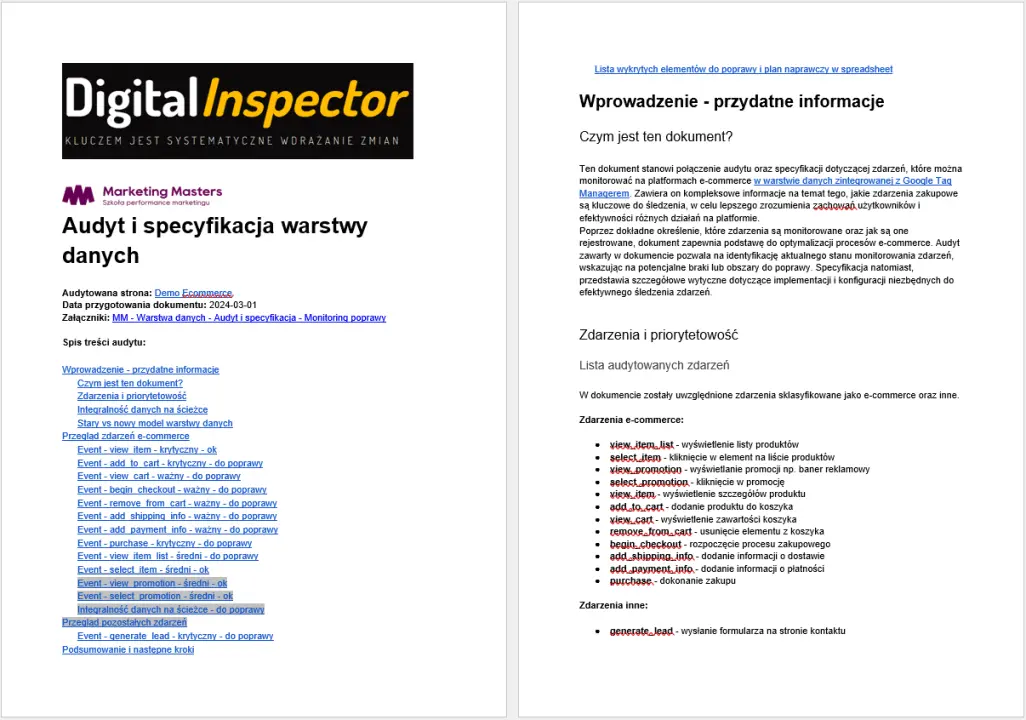 DigitalInspector
KLUCZEM JEST SYSTEMATYCZNE WDRAŻANIE ZMIAN
Marketing Masters
Szkoła performance marketingu
Audyt i specyfikacja warstwy
danych
Audytowana strona: Demo Ecommerce
Data przygotowania dokumentu: 2024-03-01
Załączniki: MM - Warstwa danych - Audyt i specyfikacja - Monitoring poprawy
Spis treści audytu:
Wprowadzenie - przydatne informacje
Czym jest ten dokument?
Zdarzenia i priorytetowość
Integralność danych na ścieżce
Stary vs nowy model warstwy danych
Przegląd zdarzeń e-commerce
Event - view_item - krytyczny - ok
Event - add_to_cart - krytyczny - do poprawy
Event - view_cart - ważny - do poprawy
Event - begin_checkout - ważny - do poprawy
Event - remove_from_cart - ważny - do poprawy
Event - add_shipping_info - ważny - do poprawy
Event - add_payment_info - ważny - do poprawy
Event - purchase - krytyczny - do poprawy
Event - view_item_list - średni - do poprawy
Event - select_item - średni - ok
Event - view_promotion - średni - ok
Event - select_promotion - średni - ok
Integralność danych na ścieżce - do poprawy
Przegląd pozostałych zdarzeń
Event - generate_lead - krytyczny - do poprawy
Podsumowanie i następne kroki
Lista wykrytych elementów do poprawy i plan naprawczy w spreadsheet
Wprowadzenie - przydatne informacje
Czym jest ten dokument?
Ten dokument stanowi połączenie audytu oraz specyfikacji dotyczącej zdarzeń, które można
monitorować na platformach e-commerce w warstwie danych zintegrowanej z Google Tag
Managerem. Zawiera on kompleksowe informacje na temat tego, jakie zdarzenia zakupowe
są kluczowe do śledzenia, w celu lepszego zrozumienia zachowań użytkowników i
efektywności różnych działań na platformie.
Poprzez dokładne określenie, które zdarzenia są monitorowane oraz jak są one
rejestrowane, dokument zapewnia podstawę do optymalizacji procesów e-commerce. Audyt
zawarty w dokumencie pozwala na identyfikację aktualnego stanu monitorowania zdarzeń,
wskazując na potencjalne braki lub obszary do poprawy. Specyfikacja natomiast,
przedstawia szczegółowe wytyczne dotyczące implementacji i konfiguracji niezbędnych do
efektywnego śledzenia zdarzeń.
Zdarzenia i priorytetowość
Lista audytowanych zdarzeń
W dokumencie zostały uwzględnione zdarzenia sklasyfikowane jako e-commerce oraz inne.
Zdarzenia e-commerce:
● view_item_list - wyświetlenie listy produktów
● select_item - kliknięcie w element na liście produktów
● view_promotion - wyświetlanie promocji np. baner reklamowy
● select_promotion - kliknięcie w promocję
● view_item - wyświetlenie szczegółów produktu
● add_to_cart - dodanie produktu do koszyka
● view_cart - wyświetlenie zawartości koszyka
● remove_from_cart - usunięcie elementu z koszyka
● begin_checkout - rozpoczęcie procesu zakupowego
● add_shipping_info - dodanie informacji o dostawie
● add_payment_info - dodanie informacji o płatności
● purchase - dokonanie zakupu
Zdarzenia inne:
● generate_lead - wysłanie formularza na stronie kontaktu